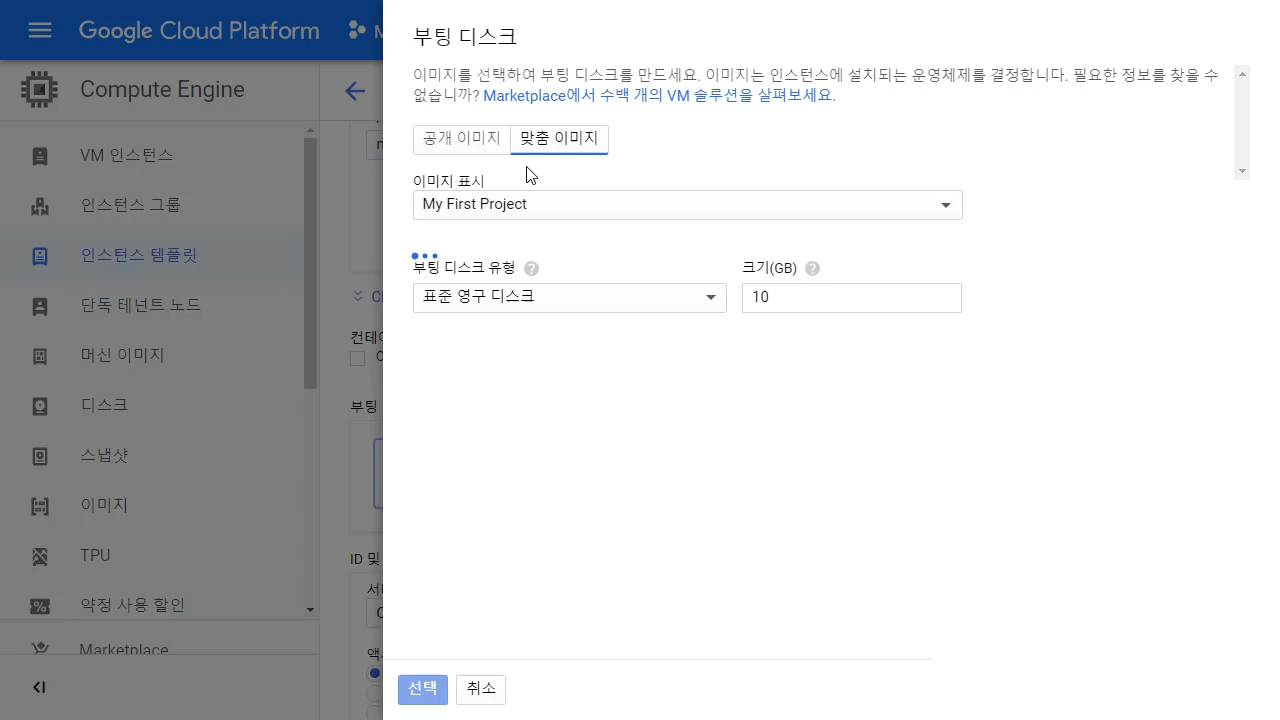 Google Cloud Platform
Compute Engine
VM 인스턴스
인스턴스 그룹
인스턴스 템플릿
단독 테넌트 노드
머신 이미지
디스크
스냅샷
이미지
TPU
약정 사용 할인
Marketplace
부팅
ID 및
부팅 디스크
이미지를 선택하여 부팅 디스크를 만드세요. 이미지는 인스턴스에 설치되는 운영체제를 결정합니다. 필요한 정보를 찾을 수
없습니까? Marketplace에서 수백 개의 VM 솔루션을 살펴보세요.
공개 이미지 맞춤 이미지
이미지 표시
My First Project
부팅 디스크 유형 크기(GB)
표준 영구 디스크 10
선택 취소